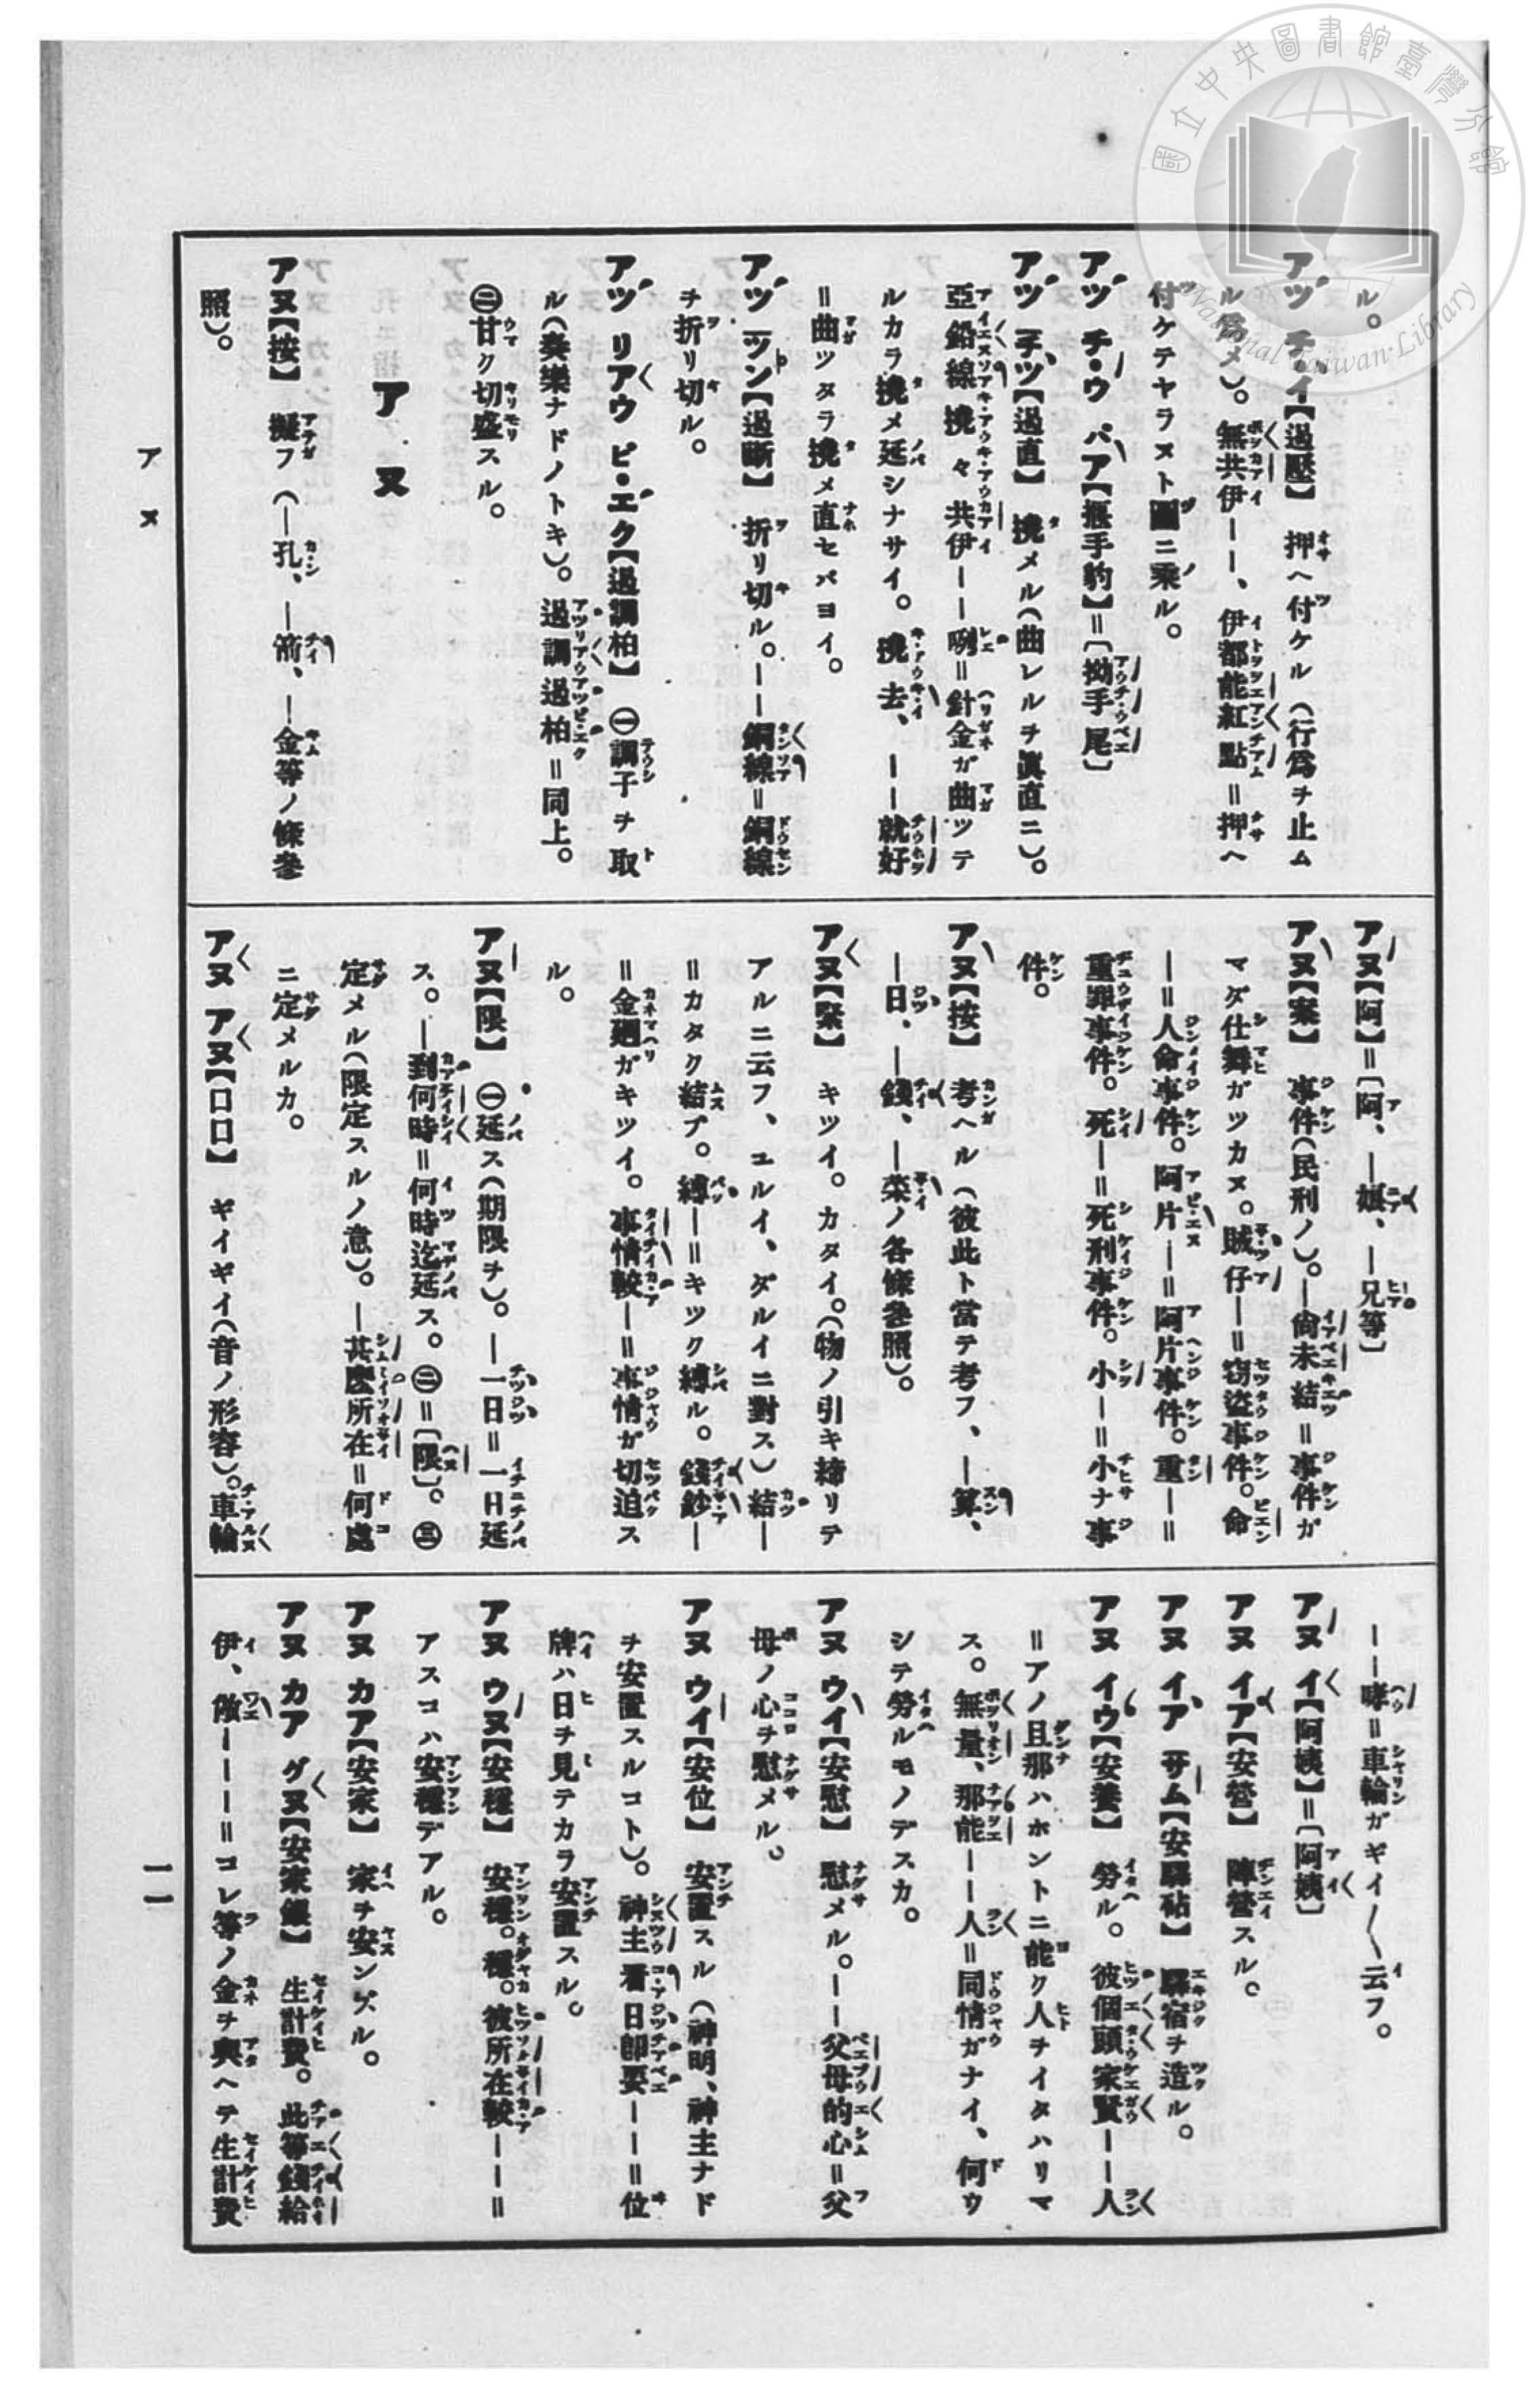 國立中央圖書館臺灣分館
National Taiwan Library
ル。
アツ チ、イ【過壓】 押ヘ付ケル（行爲チ止ム
ル爲メ）。無共伊——、伊都能紅點＝押ヘ
付ケテヤラヌト圖ニ乘ル。
アツ チ・ウ パア【握手豹】＝〔拗手尾〕
アツ 子ツ【過直】 撓メル（曲レルチ眞直ニ）。
亞鉛線撓々共伊——咧＝針金ガ曲ツテ
ルカラ撓メ延シナサイ。撓去、——就好
＝曲ツタラ撓メ直セバヨイ。
アツ ツン【過斷】 折リ切ル。——銅線＝銅線
チ折リ切ル。
アツ リアウ ピ・エク【過調柏】 ㊀調子チ取
ル（奏樂ナドノトキ）。過調過柏＝同上。
㊁甘ク切盛スル。
アヌ
アヌ【按】 擬フ（—孔、—箭、—金等ノ條參
照）。
アヌ【阿】＝〔阿、—娘、—兄等〕
アヌ【案】 事件（民刑ノ）。—尙未結＝事件ガ
マダ仕舞ガツカヌ。賊仔—＝窃盜事件。命
—＝人命事件。阿片—＝阿片事件。重—＝
重罪事件。死—＝死刑事件。小—＝小ナ事
件。
アヌ【按】 考ヘル（彼此ト當テ考フ、—算、
—日、—錢、—菜ノ各條參照）。
アヌ【緊】 キツイ。カタイ。（物ノ引キ締リテ
アルニ云フ、ユルイ、ダルイニ對ス）結—
＝カタク結ブ。縛—＝キツク縛ル。錢鈔—
＝金廻ガキツイ。事情較—＝事情ガ切迫ス
ル。
アヌ【限】 ㊀延ス（期限チ）。—一日＝一日延
ス。—到何時＝何時迄延ス。㊁＝〔限〕。㊂
定メル（限定スルノ意）。—甚麽所在＝何處
ニ定メルカ。
アヌ アヌ【口口】 ギイギイ（音ノ形容）。車輪
——哮＝車輪ガギイ〱云フ。
アヌ イ【阿姨】＝〔阿姨〕
アヌ イア【安營】 陣營スル。
アヌ イア サム【安驛站】 驛宿チ造ル。
アヌ イウ【安養】 勞ル。彼個頭家賢——人
＝アノ旦那ハホントニ能ク人チイタハリマ
ス。無量、那能——人＝同情ガナイ、何ウ
シテ勞ルモノデスカ。
アヌ ウイ【安慰】 慰メル。——父母的心＝父
母ノ心チ慰メル。
アヌ ウイ【安位】 安置スル（神明、神主ナド
チ安置スルコト）。神主看日卽要——＝位
牌ハ日チ見テカラ安置スル。
アヌ ウヌ【安穩】 安穩。穩。彼所在較——＝
アスコハ安穩デアル。
アヌ カア【安家】 家チ安ンズル。
アヌ カア グヌ【安家銀】 生計費。此等錢給
伊、做———＝コレ等ノ金チ與ヘテ生計費
アヌ
一一